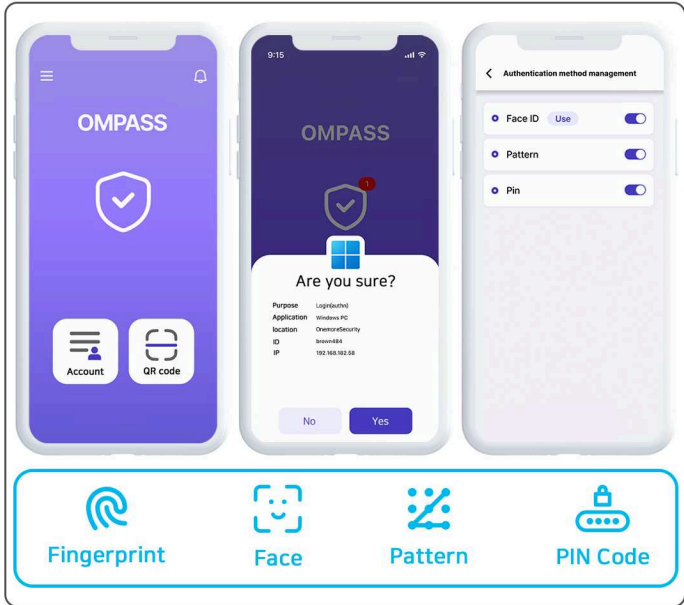 OMPASS
Account
QR code
9:15
OMPASS
1
Are you sure?
Purpose Login(authn)
Application Windows PC
location OnemoreSecurity
ID brown484
IP 192.168.182.58
No
Yes
Authentication method management
Face ID Use
Pattern
Pin
Fingerprint
Face
Pattern
PIN Code